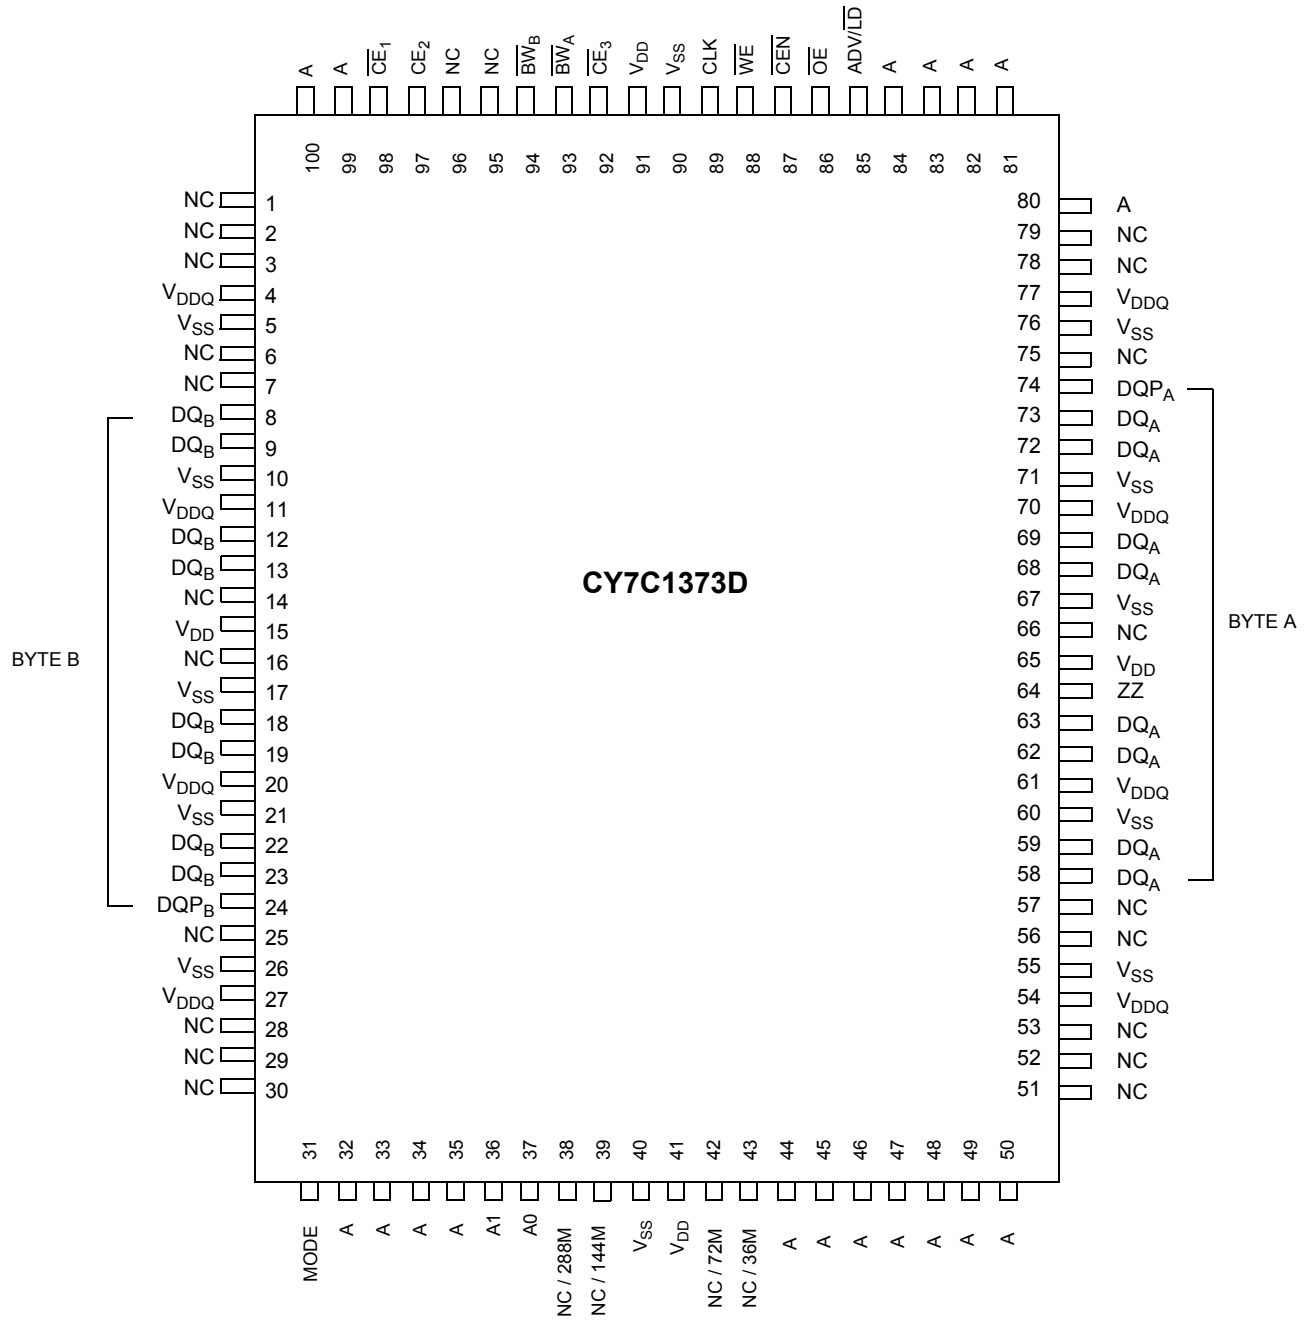 A A CE1 CE2 NC NC BWB BWA CE3 VDD VSS CLK WE CEN OE ADV/LD A A A A
100 99 98 97 96 95 94 93 92 91 90 89 88 87 86 85 84 83 82 81
NC 1 80 A
NC 2 79 NC
NC 3 78 NC
VDDQ 4 77 VDDQ
VSS 5 76 VSS
NC 6 75 NC
NC 7 74 DQPA
DQB 8 73 DQA
DQB 9 72 DQA
VSS 10 71 VSS
VDDQ 11 70 VDDQ
DQB 12 69 DQA
DQB 13 68 DQA
CY7C1373D
NC 14 67 VSS
VDD 15 66 NC
BYTE A
NC 16 65 VDD
BYTE B
VSS 17 64 ZZ
DQB 18 63 DQA
DQB 19 62 DQA
VDDQ 20 61 VDDQ
VSS 21 60 VSS
DQB 22 59 DQA
DQB 23 58 DQA
DQPB 24 57 NC
NC 25 56 NC
VSS 26 55 VSS
VDDQ 27 54 VDDQ
NC 28 53 NC
NC 29 52 NC
NC 30 51 NC
31 32 33 34 35 36 37 38 39 40 41 42 43 44 45 46 47 48 49 50
MODE A A A A A1 A0 NC / 288M NC / 144M VSS VDD NC / 72M NC / 36M A A A A A A A